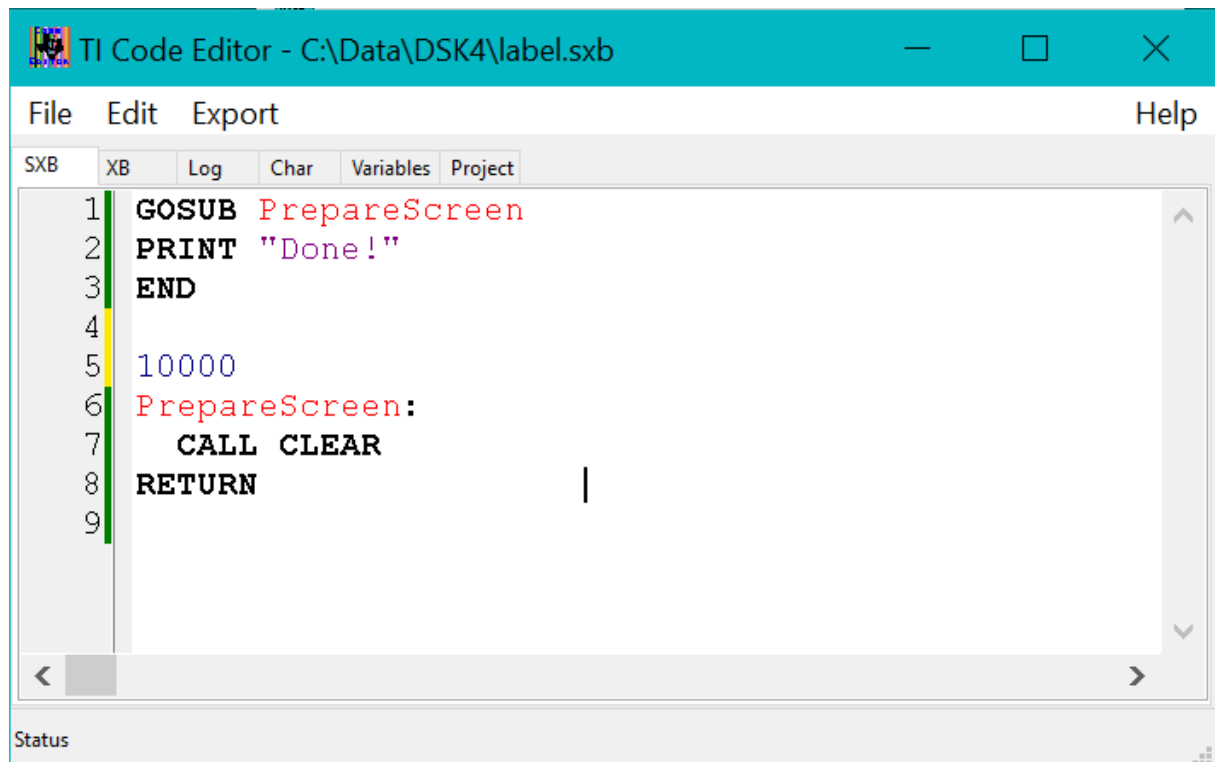 TI Code Editor - C:\Data\DSK4\label.sxb
File Edit Export Help
SXB XB Log Char Variables Project
1 GOSUB PrepareScreen
2 PRINT "Done!"
3 END
4
5 10000
6 PrepareScreen:
7 CALL CLEAR
8 RETURN
9
Status